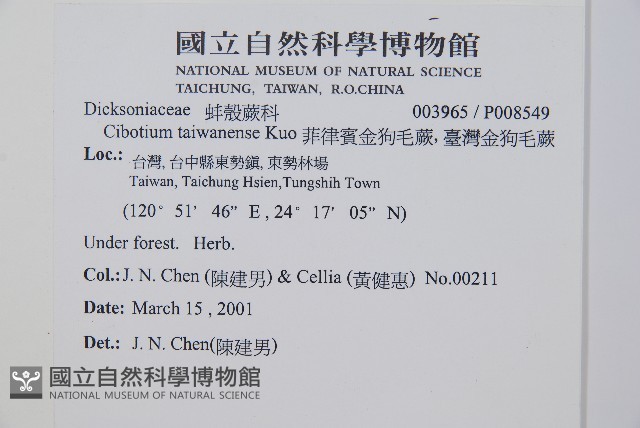 國立自然科學博物館
NATIONAL MUSEUM OF NATURAL SCIENCE
TAICHUNG, TAIWAN, R.O.CHINA
Dicksoniaceae 蚌殼蕨科 003965 / P008549
Cibotium taiwanense Kuo 菲律賓金狗毛蕨, 臺灣金狗毛蕨
Loc.: 台灣, 台中縣東勢鎮, 東勢林場
Taiwan, Taichung Hsien,Tungshih Town
(120° 51' 46" E , 24° 17' 05" N)
Under forest. Herb.
Col.:J. N. Chen (陳建男) & Cellia (黃健惠) No.00211
Date: March 15 , 2001
Det.: J. N. Chen(陳建男)
國立自然科學博物館
NATIONAL MUSEUM OF NATURAL SCIENCE